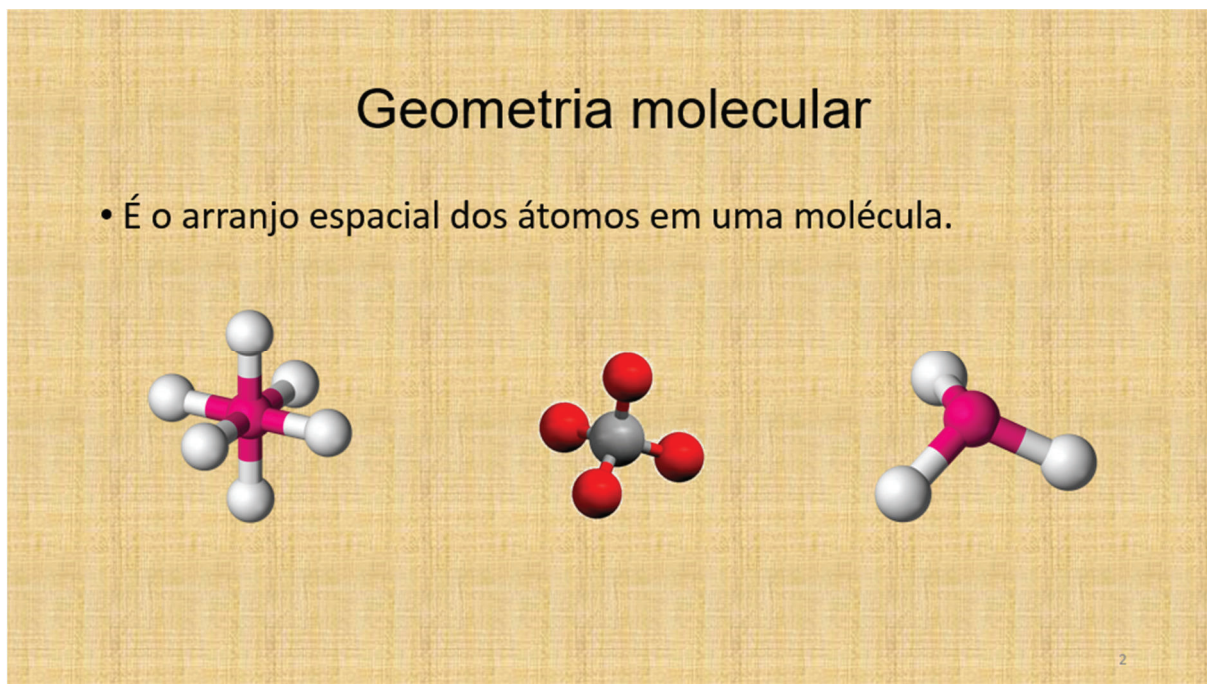 Geometria molecular
• É o arranjo espacial dos átomos em uma molécula.
2